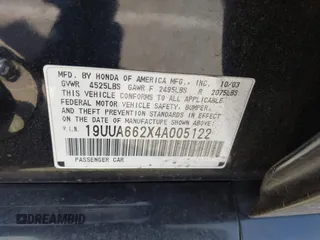 MFD. BY HONDA OF AMERICA MFG., INC. 10/03
GVWR 4525LBS GAWR F 2495LBS R 2075LBS
THIS VEHICLE CONFORMS TO ALL APPLICABLE
FEDERAL MOTOR VEHICLE SAFETY, BUMPER,
AND THEFT PREVENTION STANDARDS IN EFFECT
ON THE DATE OF MANUFACTURE SHOWN ABOVE.
V.I.N. 19UUA662X4A005122
PASSENGER CAR
DREAMBID